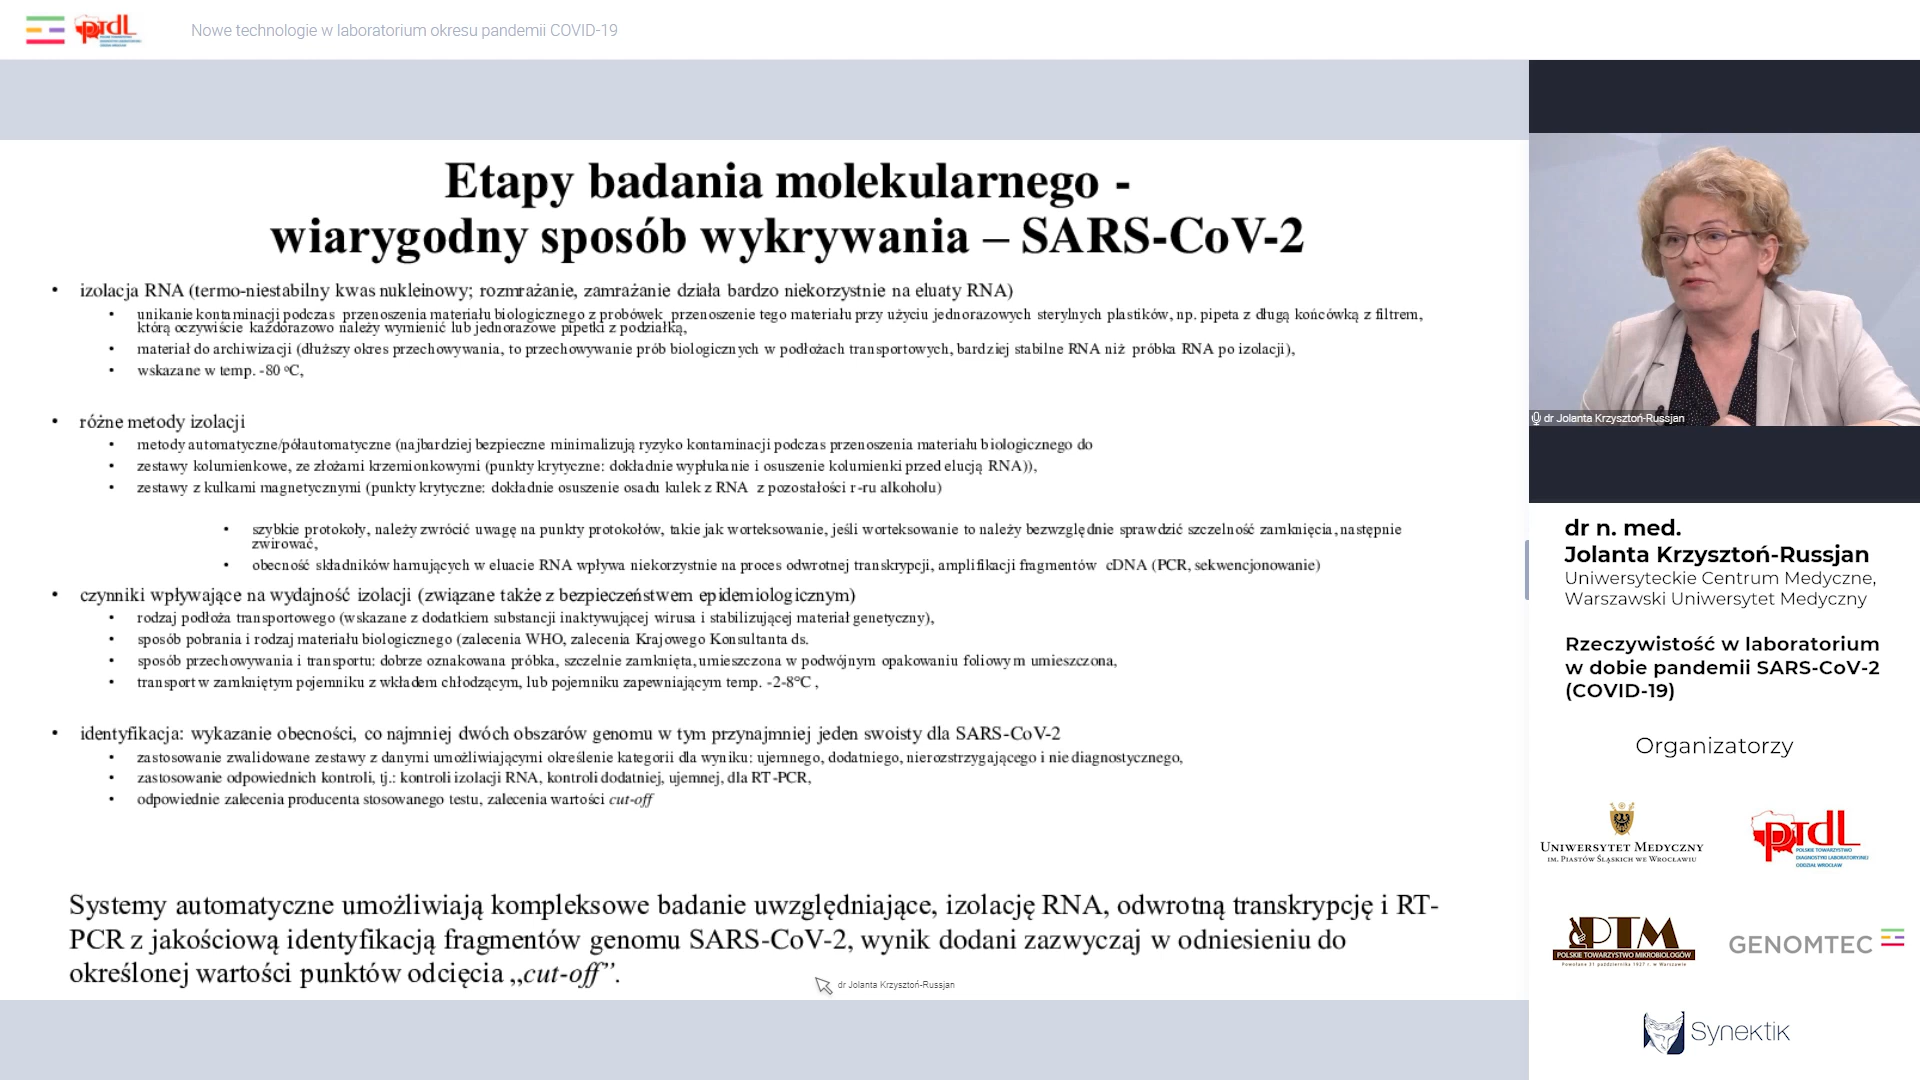 ptdl
Nowe technologie w laboratorium okresu pandemii COVID-19
Etapy badania molekularnego -
wiarygodny sposób wykrywania – SARS-CoV-2
• izolacja RNA (termo-niestabilny kwas nukleinowy; rozmrażanie, zamrażanie działa bardzo niekorzystnie na eluaty RNA)
• unikanie kontaminacji podczas przenoszenia materiału biologicznego z probówek przenoszenie tego materiału przy użyciu jednorazowych sterylnych plastików, np. pipeta z długą końcówką z filtrem,
którą oczywiście każdorazowo należy wymienić lub jednorazowe pipetki z podziałką,
• materiał do archiwizacji (dłuższy okres przechowywania, to przechowywanie prób biologicznych w podłożach transportowych, bardziej stabilne RNA niż próbka RNA po izolacji),
• wskazane w temp. -80 ºC,
• różne metody izolacji
• metody automatyczne/półautomatyczne (najbardziej bezpieczne minimalizują ryzyko kontaminacji podczas przenoszenia materiału biologicznego do
• zestawy kolumienkowe, ze złożami krzemionkowymi (punkty krytyczne: dokładnie wypłukanie i osuszenie kolumienki przed elucją RNA)),
• zestawy z kulkami magnetycznymi (punkty krytyczne: dokładnie osuszenie osadu kulek z RNA z pozostałości r-ru alkoholu)
• szybkie protokoły, należy zwrócić uwagę na punkty protokołów, takie jak worteksowanie, jeśli worteksowanie to należy bezwzględnie sprawdzić szczelność zamknięcia, następnie
zwirować,
• obecność składników hamujących w eluacie RNA wpływa niekorzystnie na proces odwrotnej transkrypcji, amplifikacji fragmentów cDNA (PCR, sekwencjonowanie)
• czynniki wpływające na wydajność izolacji (związane także z bezpieczeństwem epidemiologicznym)
• rodzaj podłoża transportowego (wskazane z dodatkiem substancji inaktywującej wirusa i stabilizującej materiał genetyczny),
• sposób pobrania i rodzaj materiału biologicznego (zalecenia WHO, zalecenia Krajowego Konsultanta ds.
• sposób przechowywania i transportu: dobrze oznakowana próbka, szczelnie zamknięta, umieszczona w podwójnym opakowaniu foliowym umieszczona,
• transport w zamkniętym pojemniku z wkładem chłodzącym, lub pojemniku zapewniającym temp. -2-8°C ,
• identyfikacja: wykazanie obecności, co najmniej dwóch obszarów genomu w tym przynajmniej jeden swoisty dla SARS-CoV-2
• zastosowanie zwalidowane zestawy z danymi umożliwiającymi określenie kategorii dla wyniku: ujemnego, dodatniego, nierozstrzygającego i nie diagnostycznego,
• zastosowanie odpowiednich kontroli, tj.: kontroli izolacji RNA, kontroli dodatniej, ujemnej, dla RT-PCR,
• odpowiednie zalecenia producenta stosowanego testu, zalecenia wartości cut-off
Systemy automatyczne umożliwiają kompleksowe badanie uwzględniające, izolację RNA, odwrotną transkrypcję i RT-
PCR z jakościową identyfikacją fragmentów genomu SARS-CoV-2, wynik dodani zazwyczaj w odniesieniu do
określonej wartości punktów odcięcia „cut-off”.
dr Jolanta Krzysztoń-Russjan
dr Jolanta Krzysztoń-Russjan
dr n. med.
Jolanta Krzysztoń-Russjan
Uniwersyteckie Centrum Medyczne,
Warszawski Uniwersytet Medyczny
Rzeczywistość w laboratorium
w dobie pandemii SARS-CoV-2
(COVID-19)
Organizatorzy
UNIWERSYTET MEDYCZNY
IM. PIASTÓW ŚLĄSKICH WE WROCŁAWIU
ptdl
POLSKIE TOWARZYSTWO
DIAGNOSTYKI LABORATORYJNEJ
ODDZIAŁ WROCŁAW
PTM
POLSKIE TOWARZYSTWO MIKROBIOLOGÓW
Powołane 31 października 1927 r. w Warszawie
GENOMTEC
Synektik